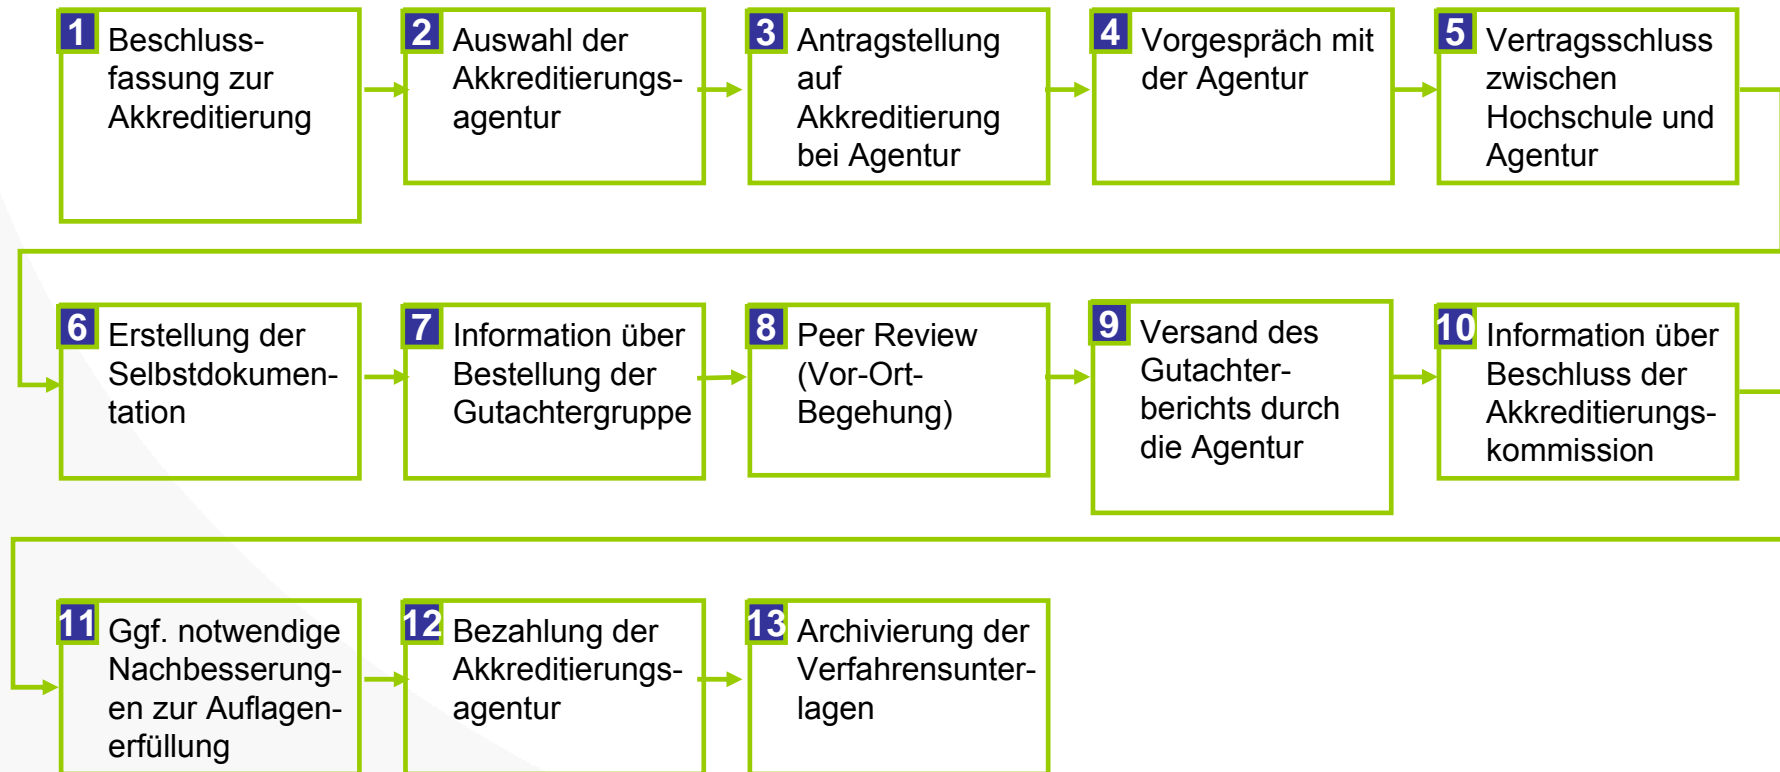 1 Beschluss-
fassung zur
Akkreditierung
2 Auswahl der
Akkreditierungs-
agentur
3 Antragstellung
auf
Akkreditierung
bei Agentur
4 Vorgespräch mit
der Agentur
5 Vertragsschluss
zwischen
Hochschule und
Agentur
6 Erstellung der
Selbstdokumen-
tation
7 Information über
Bestellung der
Gutachtergruppe
8 Peer Review
(Vor-Ort-
Begehung)
9 Versand des
Gutachter-
berichts durch
die Agentur
10 Information über
Beschluss der
Akkreditierungs-
kommission
11 Ggf. notwendige
Nachbesserung-
en zur Auflagen-
erfüllung
12 Bezahlung der
Akkreditierungs-
agentur
13 Archivierung der
Verfahrensunter-
lagen